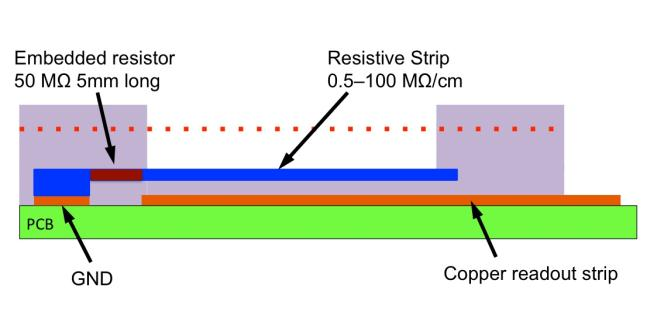 Embedded resistor
50 MΩ 5mm long
Resistive Strip
0.5–100 MΩ/cm
PCB
GND
Copper readout strip